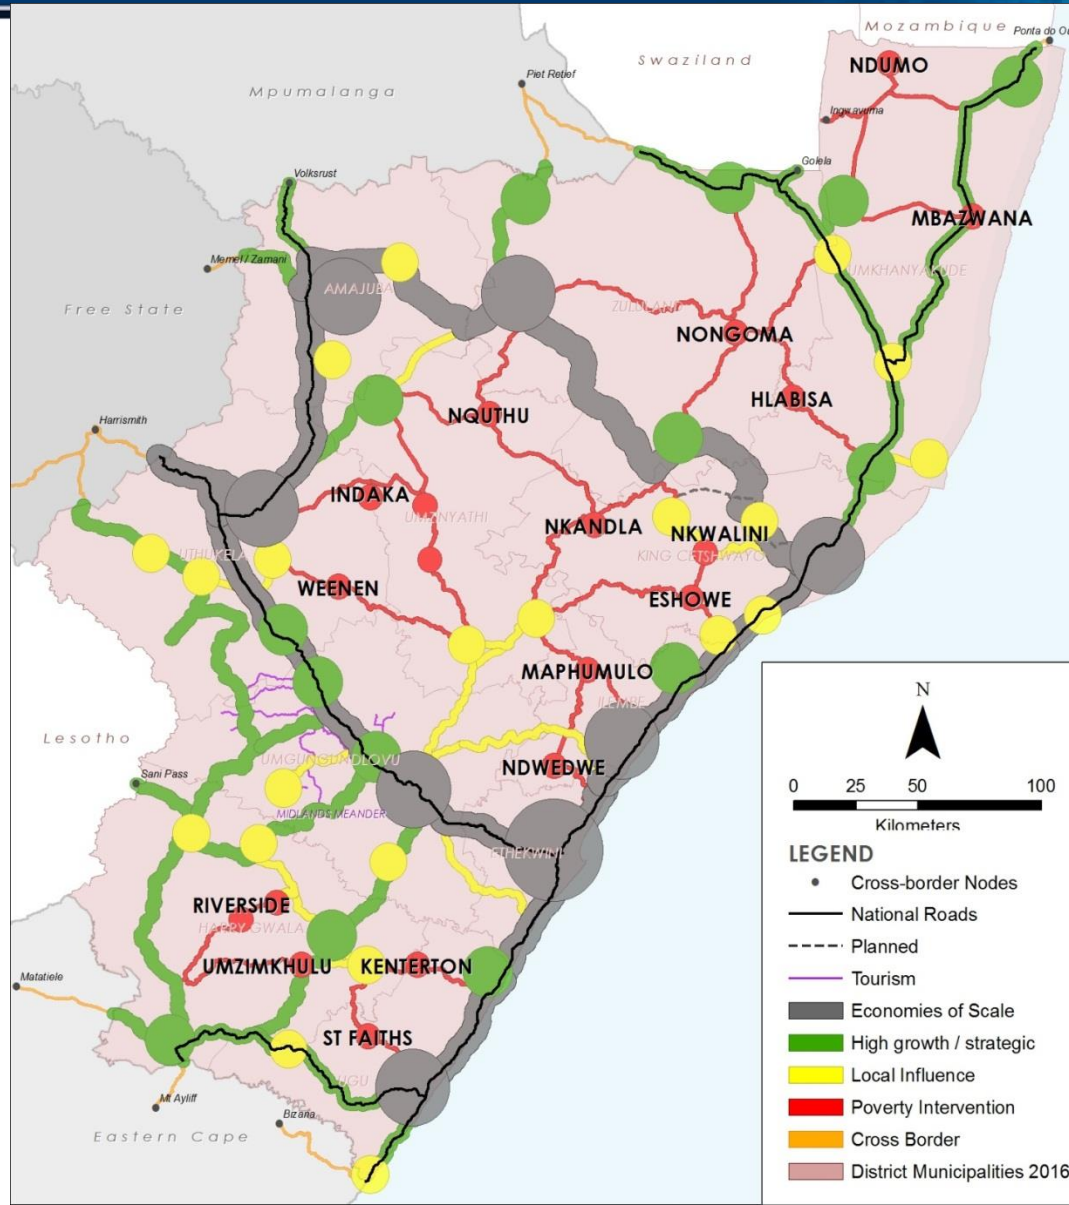 Mozambique
Ponta do Ou
Swaziland
NDUMO
Piet Retief
Mpumalanga
Ingwavuma
Golela
Volksrust
MBAZWANA
Memel / Zamani
UMKHANYAKUDE
AMAJUBA
ZULULAND
Free State
NONGOMA
HLABISA
NQUTHU
Harrismith
INDAKA
UMZINYATHI
NKANDLA
NKWALINI
UTHUKELA
KING CETSHWAYO
WEENEN
ESHOWE
MAPHUMULO
ILEMBE
Lesotho
UMGUNGUNDLOVU
NDWEDWE
Sani Pass
MIDLANDS MEANDER
ETHEKWINI
RIVERSIDE
HARRY GWALA
UMZIMKHULU
KENTERTON
Matatiele
ST FAITHS
UGU
Mt Ayliff
Bizana
Eastern Cape
N
0 25 50 100
Kilometers
LEGEND
Cross-border Nodes
National Roads
Planned
Tourism
Economies of Scale
High growth / strategic
Local Influence
Poverty Intervention
Cross Border
District Municipalities 2016